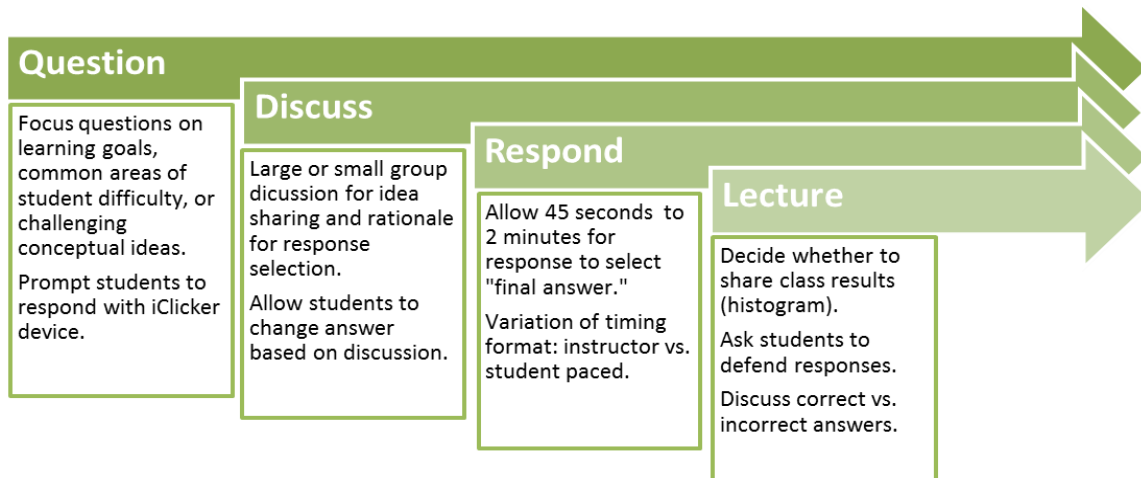 Question
Focus questions on
learning goals,
common areas of
student difficulty, or
challenging
conceptual ideas.
Prompt students to
respond with iClicker
device.
Discuss
Large or small group
dicussion for idea
sharing and rationale
for response
selection.
Allow students to
change answer
based on discussion.
Respond
Allow 45 seconds to
2 minutes for
response to select
"final answer."
Variation of timing
format: instructor vs.
student paced.
Lecture
Decide whether to
share class results
(histogram).
Ask students to
defend responses.
Discuss correct vs.
incorrect answers.